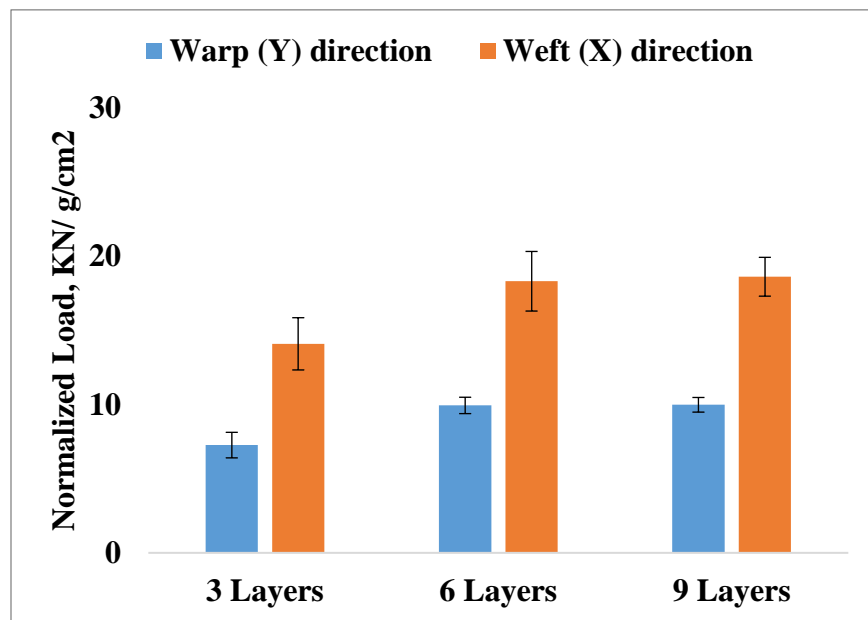 Warp (Y) direction Weft (X) direction
Normalized Load, KN/ g/cm2
30
20
10
0
3 Layers 6 Layers 9 Layers